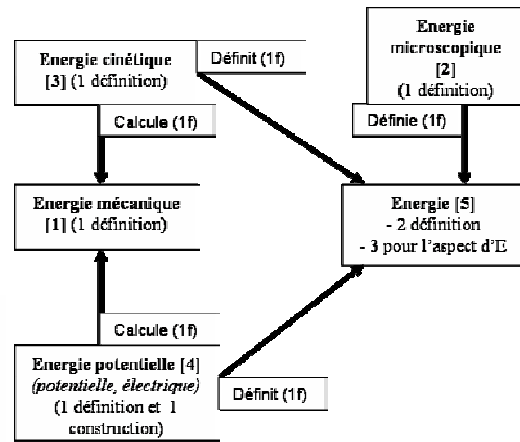 Energie cinétique
[3] (1 définition)
Définit (1f)
Energie
microscopique
[2]
(1 définition)
Calcule (1f)
Définie (1f)
Energie mécanique
[1] (1 définition)
Energie [5]
- 2 définition
- 3 pour l'aspect d'E
Calcule (1f)
Energie potentielle [4]
(potentielle, électrique)
(1 définition et 1
construction)
Définit (1f)